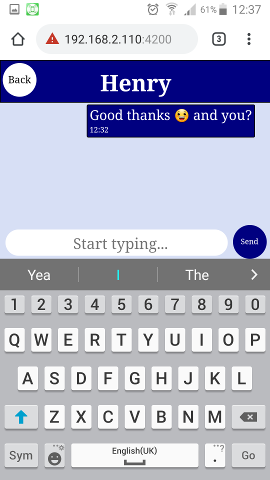 61% 12:37
192.168.2.110:4200 3
Back Henry
Good thanks 😉 and you?
12:32
Start typing... Send
Yea I The
1 2 3 4 5 6 7 8 9 0
Q W E R T Y U I O P
A S D F G H J K L
Z X C V B N M
Sym English(UK) . Go